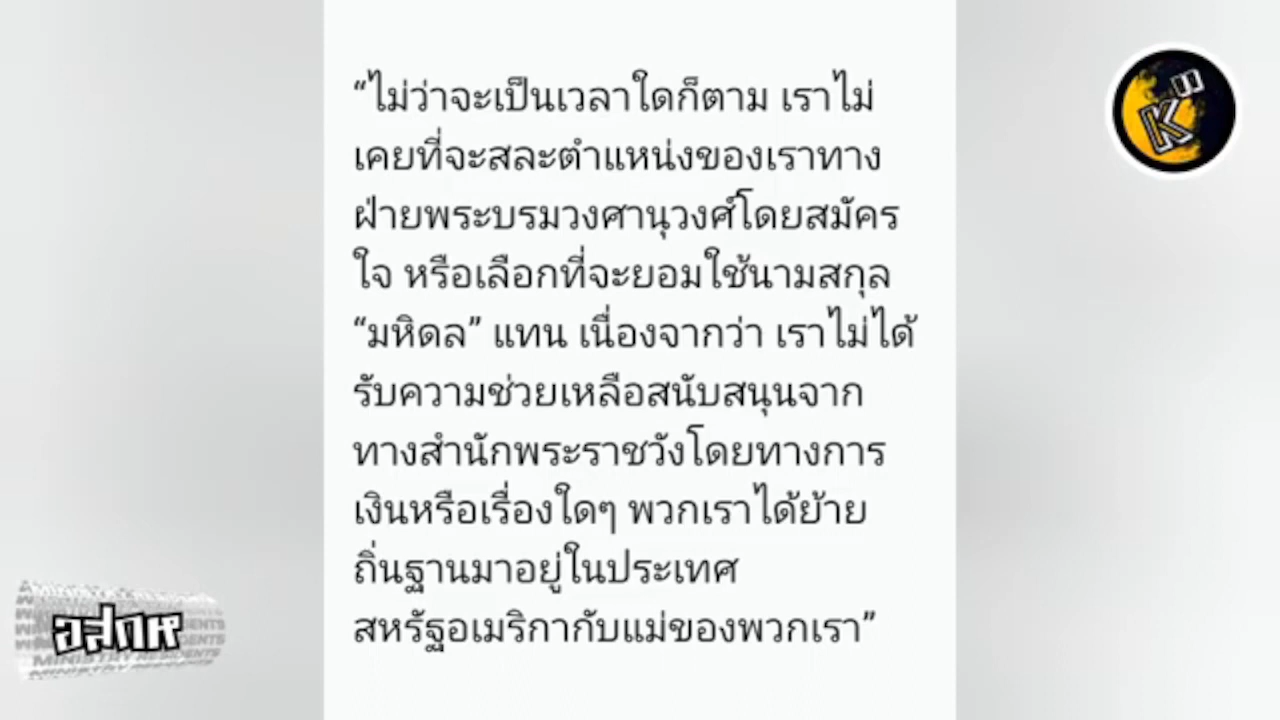 “ไม่ว่าจะเป็นเวลาใดก็ตาม เราไม่
เคยที่จะสละตำแหน่งของเราทาง
ฝ่ายพระบรมวงศานุวงศ์โดยสมัคร
ใจ หรือเลือกที่จะยอมใช้นามสกุล
“มหิดล” แทน เนื่องจากว่า เราไม่ได้
รับความช่วยเหลือสนับสนุนจาก
ทางสำนักพระราชวังโดยทางการ
เงินหรือเรื่องใดๆ พวกเราได้ย้าย
ถิ่นฐานมาอยู่ในประเทศ
สหรัฐอเมริกากับแม่ของพวกเรา”
K"
อสกห
MINISTRY RESIDENTS